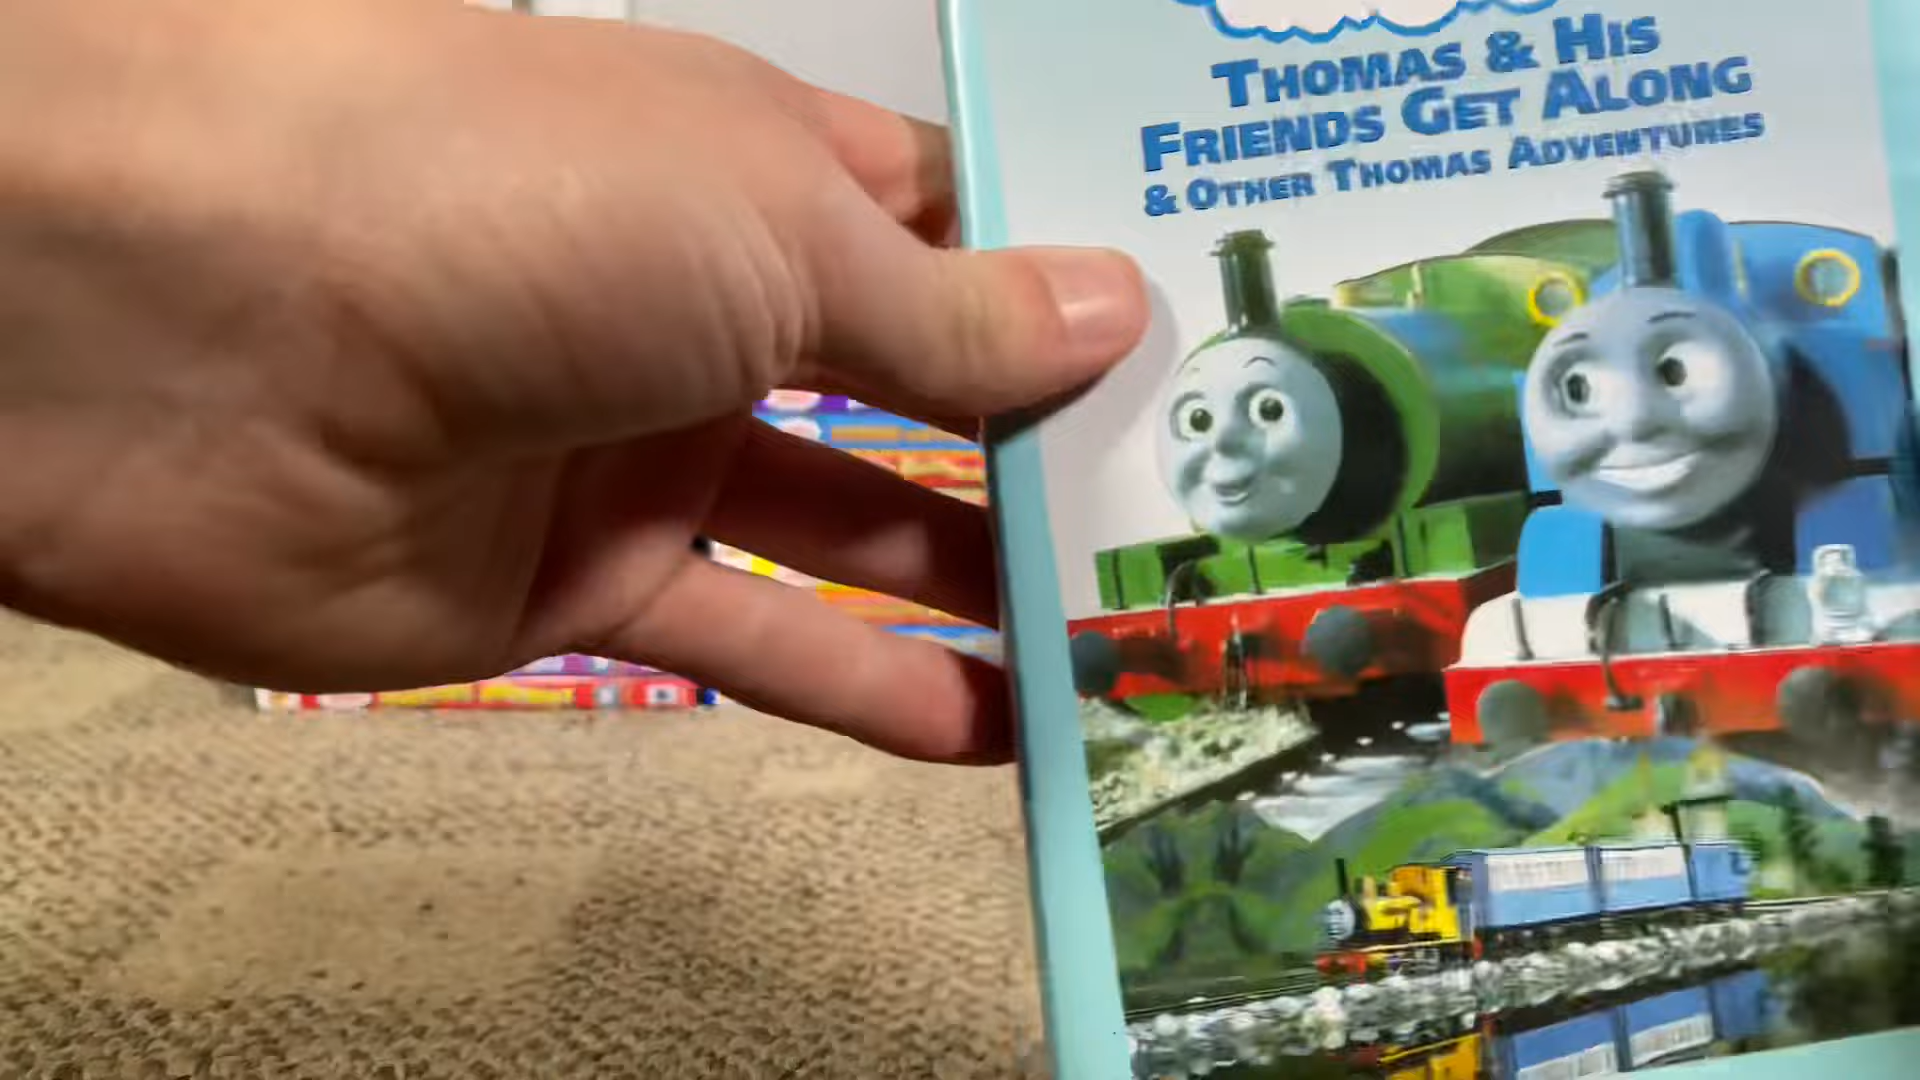 THOMAS & HIS
FRIENDS GET ALONG
& OTHER THOMAS ADVENTURES